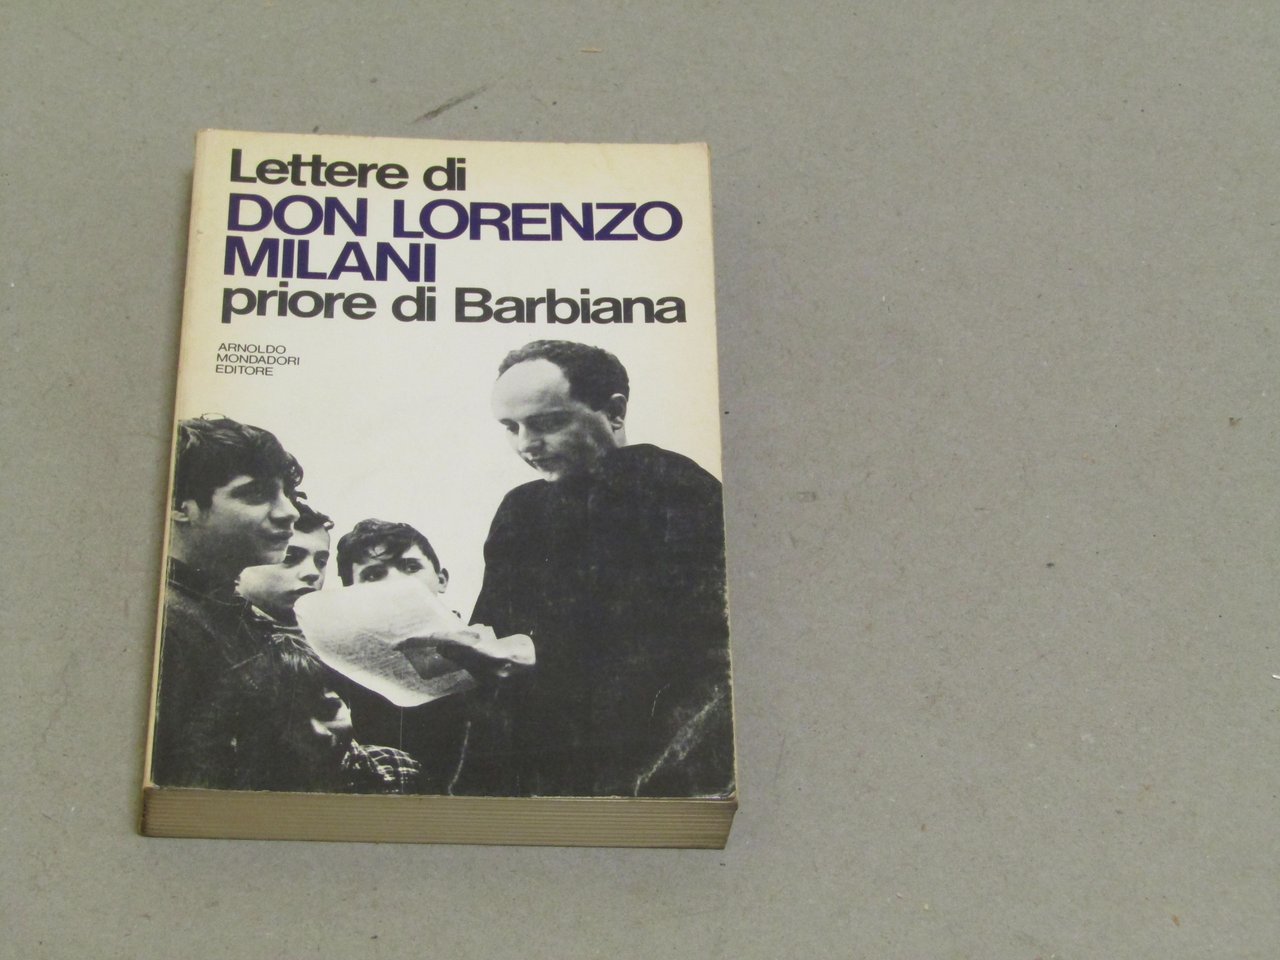 Lettere di
DON LORENZO
MILANI
priore di Barbiana
ARNOLDO
MONDADORI
EDITORE